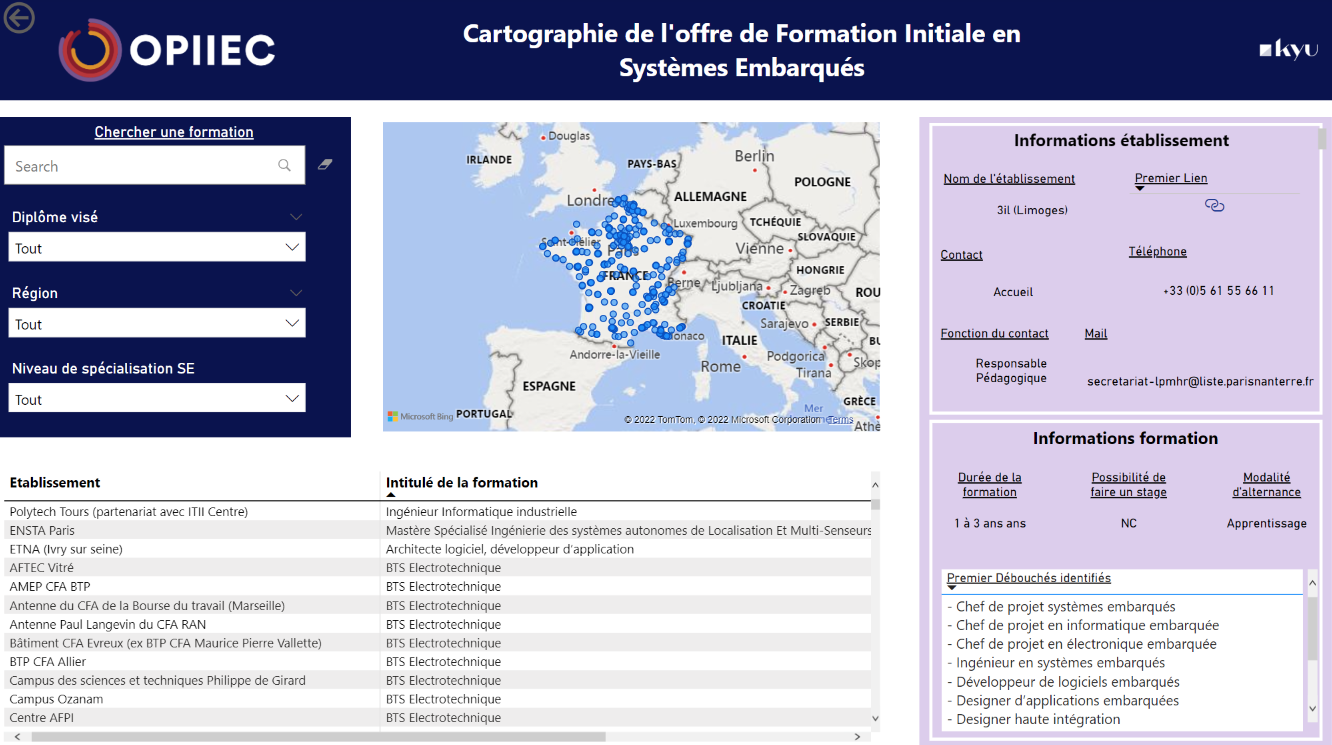 OPIIEC
Cartographie de l'offre de Formation Initiale en
Systèmes Embarqués
kyu
Chercher une formation
Search
Diplôme visé
Tout
Région
Tout
Niveau de spécialisation SE
Tout
Douglas
IRLANDE
PAYS-BAS
Berlin
POLOGNE
Londre
ALLEMAGNE
Luxembourg
TCHÉQUIE
SLOVAQUIE
Saint-Hélier
Paris
Vienne
HONGRIE
FRANCE
Berne
Ljubljana
Zagreb
ROU
CROATIE
Sarajevo
SERBIE
Monaco
ITALIE
BU
Andorre-la-Vieille
Podgorica
Skop
Rome
Tirana
ESPAGNE
GRÈCE
Mer
PORTUGAL
Athè
Microsoft Bing
© 2022 TomTom, © 2022 Microsoft Corporation Terms
Etablissement Intitulé de la formation
Polytech Tours (partenariat avec ITII Centre) Ingénieur Informatique industrielle
ENSTA Paris Mastère Spécialisé Ingénierie des systèmes autonomes de Localisation Et Multi-Senseurs
ETNA (Ivry sur seine) Architecte logiciel, développeur d'application
AFTEC Vitré BTS Electrotechnique
AMEP CFA BTP BTS Electrotechnique
Antenne du CFA de la Bourse du travail (Marseille) BTS Electrotechnique
Antenne Paul Langevin du CFA RAN BTS Electrotechnique
Bâtiment CFA Evreux (ex BTP CFA Maurice Pierre Vallette) BTS Electrotechnique
BTP CFA Allier BTS Electrotechnique
Campus des sciences et techniques Philippe de Girard BTS Electrotechnique
Campus Ozanam BTS Electrotechnique
Centre AFPI BTS Electrotechnique
Informations établissement
Nom de l'établissement Premier Lien
3il (Limoges)
Contact Téléphone
Accueil +33 (0)5 61 55 66 11
Fonction du contact Mail
Responsable
Pédagogique
secretariat-lpmhr@liste.parisnanterre.fr
Informations formation
Durée de la Possibilité de Modalité
formation faire un stage d'alternance
1 à 3 ans ans NC Apprentissage
Premier Débouchés identifiés
- Chef de projet systèmes embarqués
- Chef de projet en informatique embarquée
- Chef de projet en électronique embarquée
- Ingénieur en systèmes embarqués
- Développeur de logiciels embarqués
- Designer d'applications embarquées
- Designer haute intégration